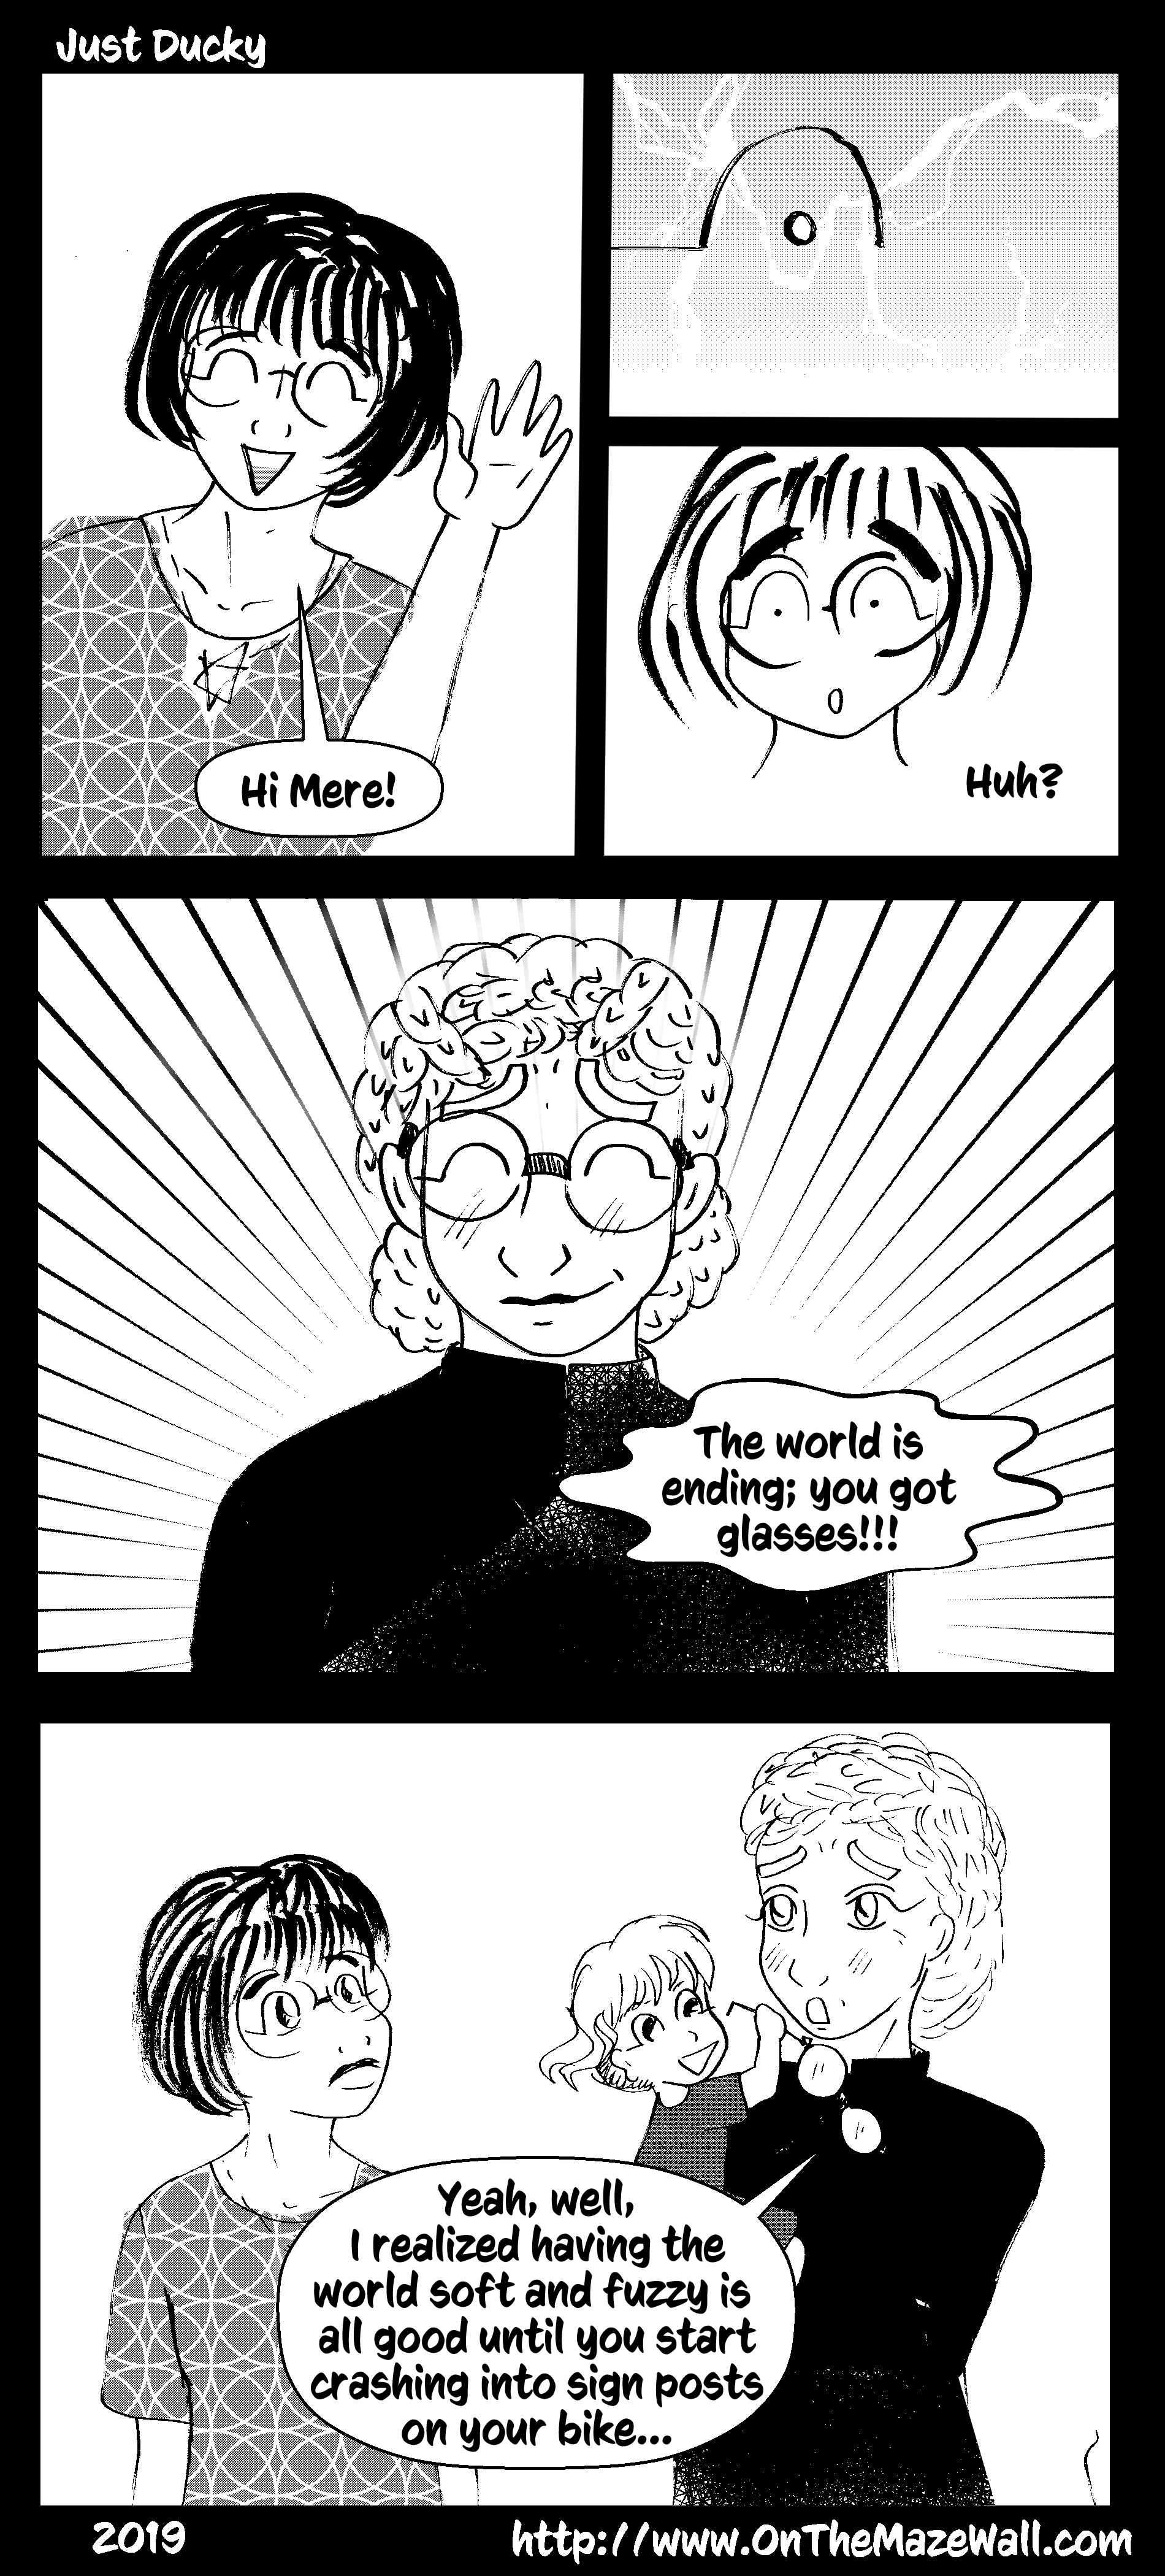 Just Ducky
Hi Mere!
Huh?
The world is
ending; you got
glasses!!!
Yeah, well,
I realized having the
world soft and fuzzy is
all good until you start
crashing into sign posts
on your bike...
2019
http://www.OnTheMazeWall.com